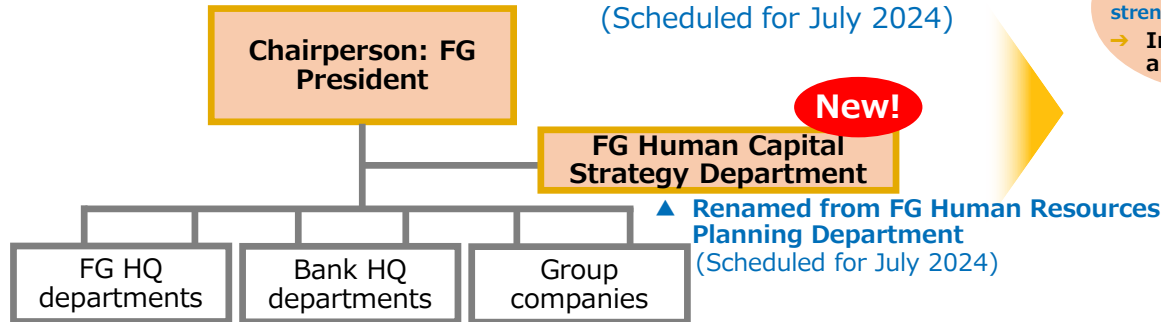 (Scheduled for July 2024)
Chairperson: FG
President
New!
FG Human Capital
Strategy Department
▲ Renamed from FG Human Resources
Planning Department
(Scheduled for July 2024)
FG HQ
departments
Bank HQ
departments
Group
companies
➔